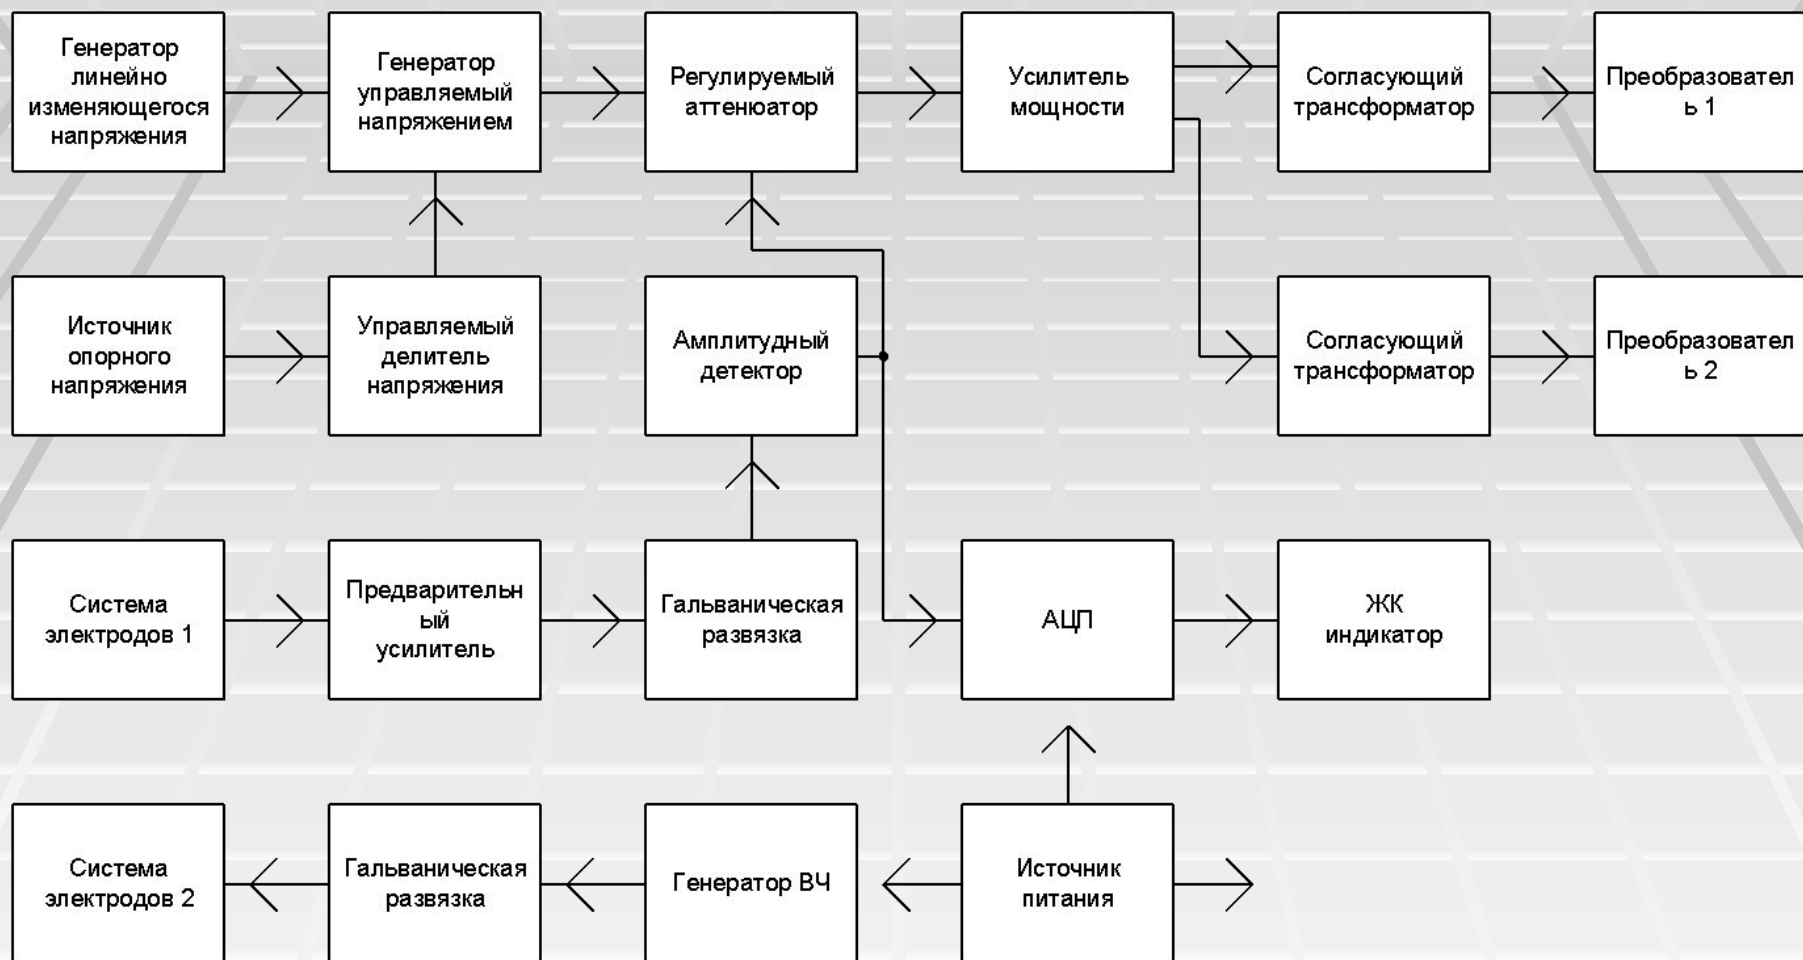 Генератор
линейно
изменяющегося
напряжения
Генератор
управляемый
напряжением
Регулируемый
аттенюатор
Усилитель
мощности
Согласующий
трансформатор
Преобразовател
ь 1
Источник
опорного
напряжения
Управляемый
делитель
напряжения
Амплитудный
детектор
Согласующий
трансформатор
Преобразовател
ь 2
Система
электродов 1
Предварительн
ый
усилитель
Гальваническая
развязка
АЦП
ЖК
индикатор
Система
электродов 2
Гальваническая
развязка
Генератор ВЧ
Источник
питания